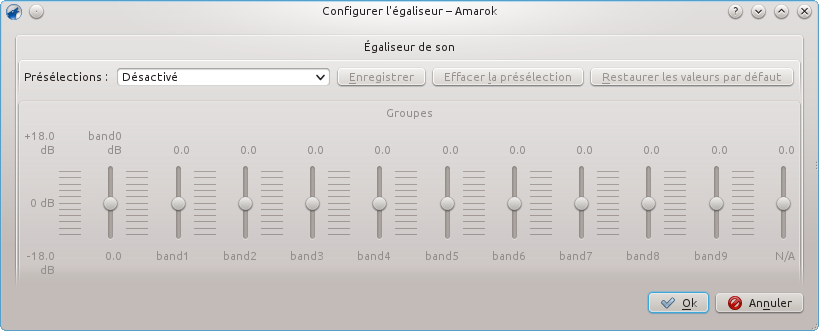 Configurer l'égaliseur – Amarok
Égaliseur de son
Présélections : Désactivé Enregistrer Effacer la présélection Restaurer les valeurs par défaut
Groupes
+18.0 band0
dB dB 0.0 0.0 0.0 0.0 0.0 0.0 0.0 0.0 0.0 0.0
0 dB
-18.0 0.0 band1 band2 band3 band4 band5 band6 band7 band8 band9 N/A
dB
Ok Annuler